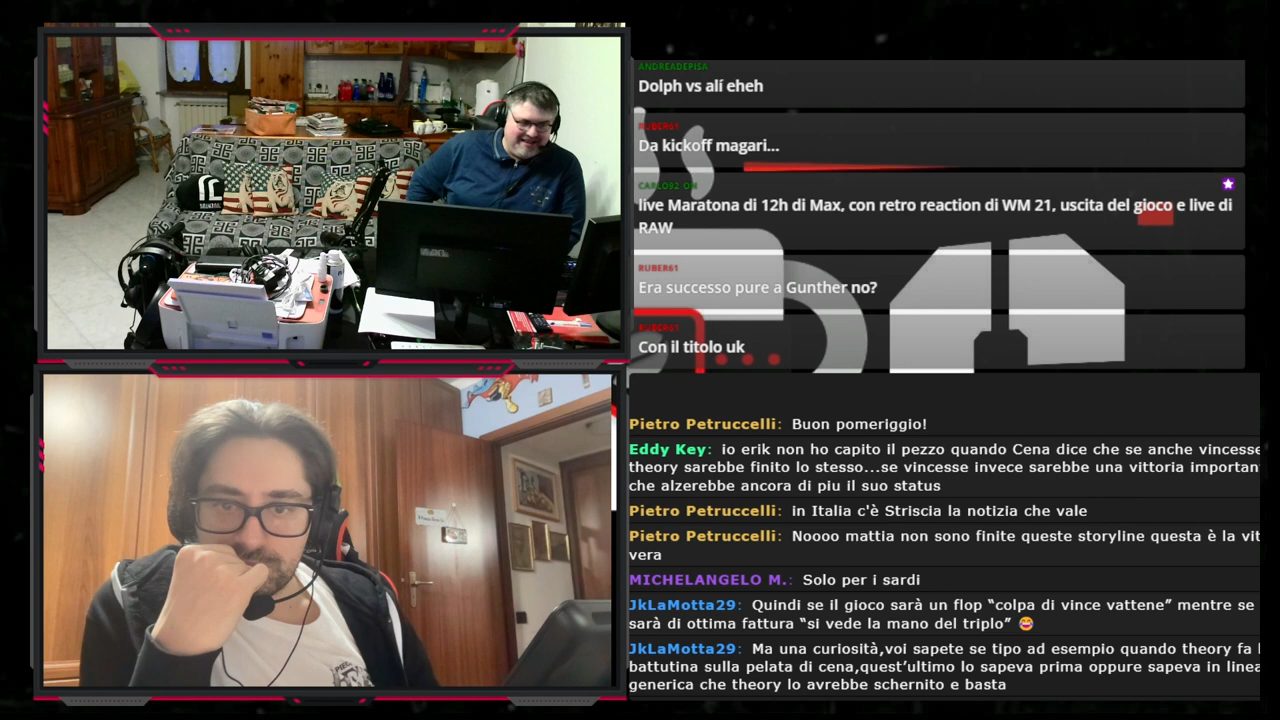 ANDREADEPISA
Dolph vs alí eheh
RUBER61
Da kickoff magari...
CARLO92 ON
live Maratona di 12h di Max, con retro reaction di WM 21, uscita del gioco e live di
RAW
RUBER61
Era successo pure a Gunther no?
RUBER61
Con il titolo uk
Pietro Petruccelli: Buon pomeriggio!
Eddy Key: io erik non ho capito il pezzo quando Cena dice che se anche vincesse
theory sarebbe finito lo stesso...se vincesse invece sarebbe una vittoria importan
che alzerebbe ancora di piu il suo status
Pietro Petruccelli: in Italia c'è Striscia la notizia che vale
Pietro Petruccelli: Noooo mattia non sono finite queste storyline questa è la vit
vera
MICHELANGELO M.: Solo per i sardi
JkLaMotta29: Quindi se il gioco sarà un flop “colpa di vince vattene” mentre se
sarà di ottima fattura “si vede la mano del triplo” 😂
JkLaMotta29: Ma una curiosità,voi sapete se tipo ad esempio quando theory fa l
battutina sulla pelata di cena,quest’ultimo lo sapeva prima oppure sapeva in linea
generica che theory lo avrebbe schernito e basta